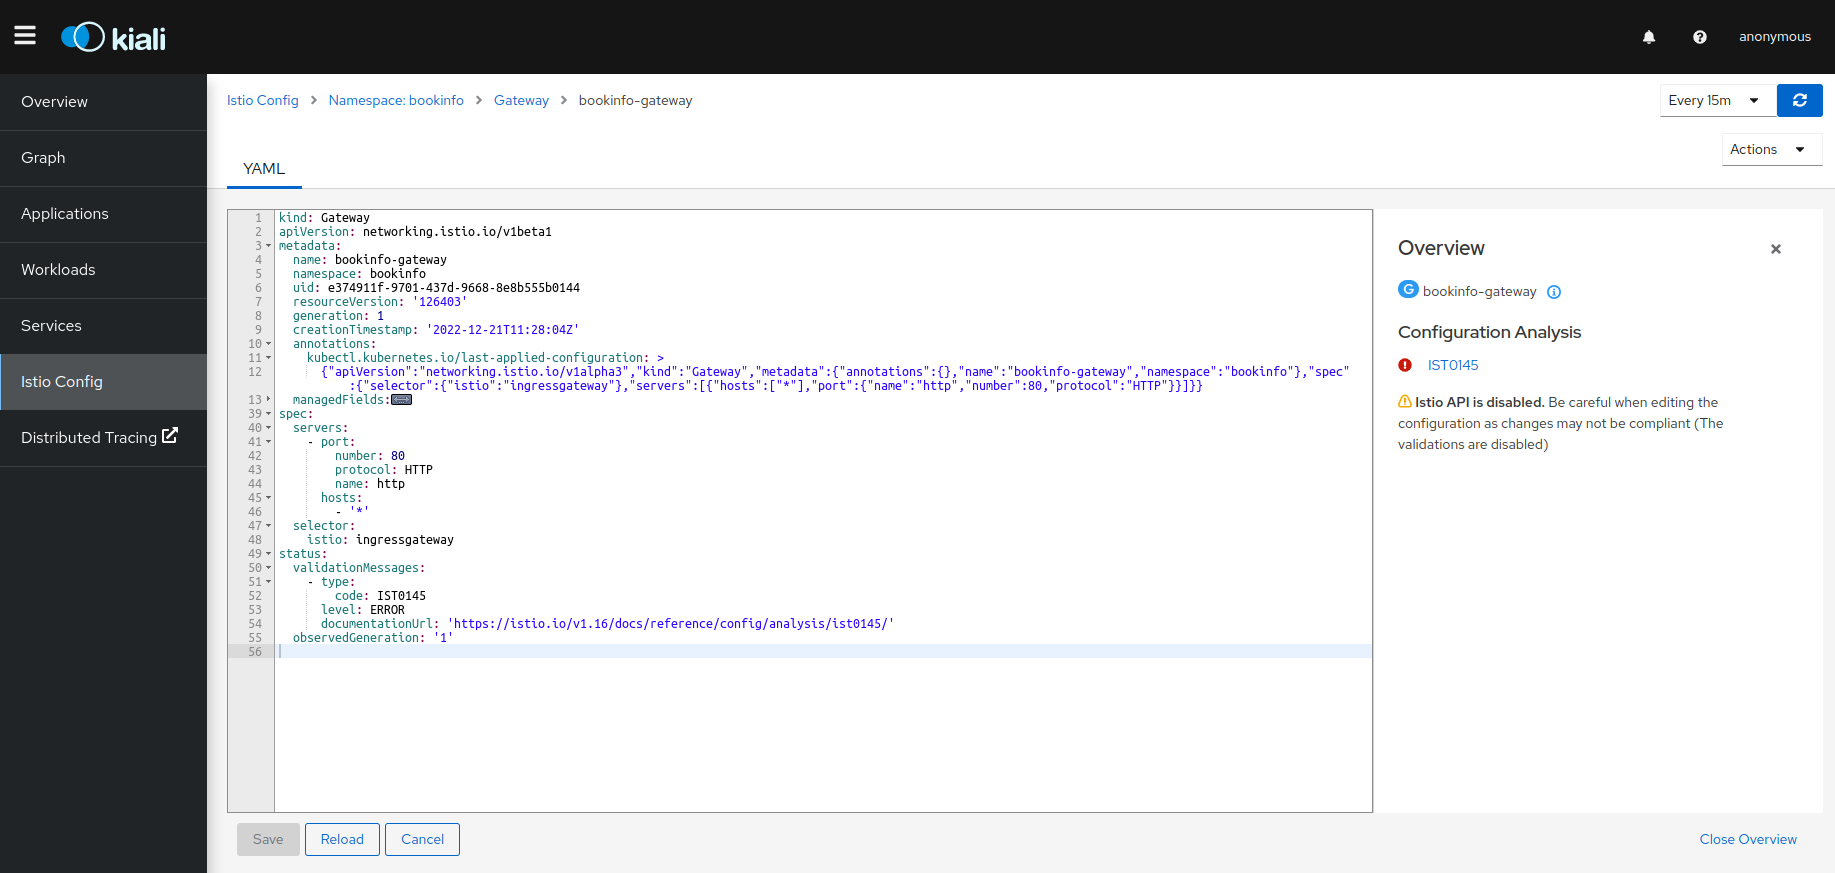 kiali
anonymous
Overview
Graph
Applications
Workloads
Services
Istio Config
Distributed Tracing
Istio Config > Namespace: bookinfo > Gateway > bookinfo-gateway
Every 15m
Actions
YAML
1 kind: Gateway
2 apiVersion: networking.istio.io/v1beta1
3 metadata:
4 name: bookinfo-gateway
5 namespace: bookinfo
6 uid: e374911f-9701-437d-9668-8e8b555b0144
7 resourceVersion: '126403'
8 generation: 1
9 creationTimestamp: '2022-12-21T11:28:04Z'
10 annotations:
11 kubectl.kubernetes.io/last-applied-configuration: >
12 {"apiVersion":"networking.istio.io/v1alpha3","kind":"Gateway","metadata":{"annotations":{},"name":"bookinfo-gateway","namespace":"bookinfo"},"spec"
:{"selector":{"istio":"ingressgateway"},"servers":[{"hosts":["*"],"port":{"name":"http","number":80,"protocol":"HTTP"}}]}}
13 managedFields:
39 spec:
40 servers:
41 - port:
42 number: 80
43 protocol: HTTP
44 name: http
45 hosts:
46 - '*'
47 selector:
48 istio: ingressgateway
49 status:
50 validationMessages:
51 - type:
52 code: IST0145
53 level: ERROR
54 documentationUrl: 'https://istio.io/v1.16/docs/reference/config/analysis/ist0145/'
55 observedGeneration: '1'
56
Overview
G bookinfo-gateway
Configuration Analysis
IST0145
Istio API is disabled. Be careful when editing the
configuration as changes may not be compliant (The
validations are disabled)
Save
Reload
Cancel
Close Overview